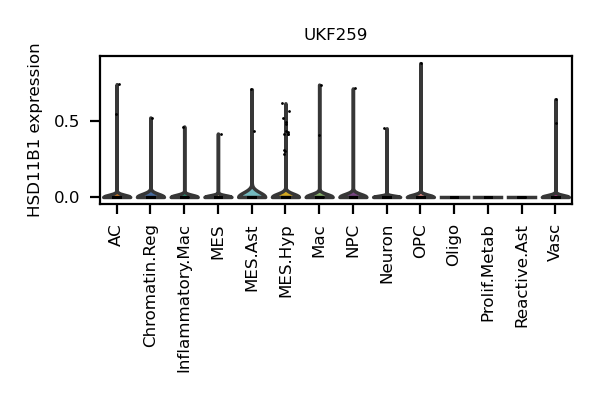 UKF259
HSD11B1 expression
0.5
0.0
AC
Chromatin.Reg
Inflammatory.Mac
MES
MES.Ast
MES.Hyp
Mac
NPC
Neuron
OPC
Oligo
Prolif.Metab
Reactive.Ast
Vasc